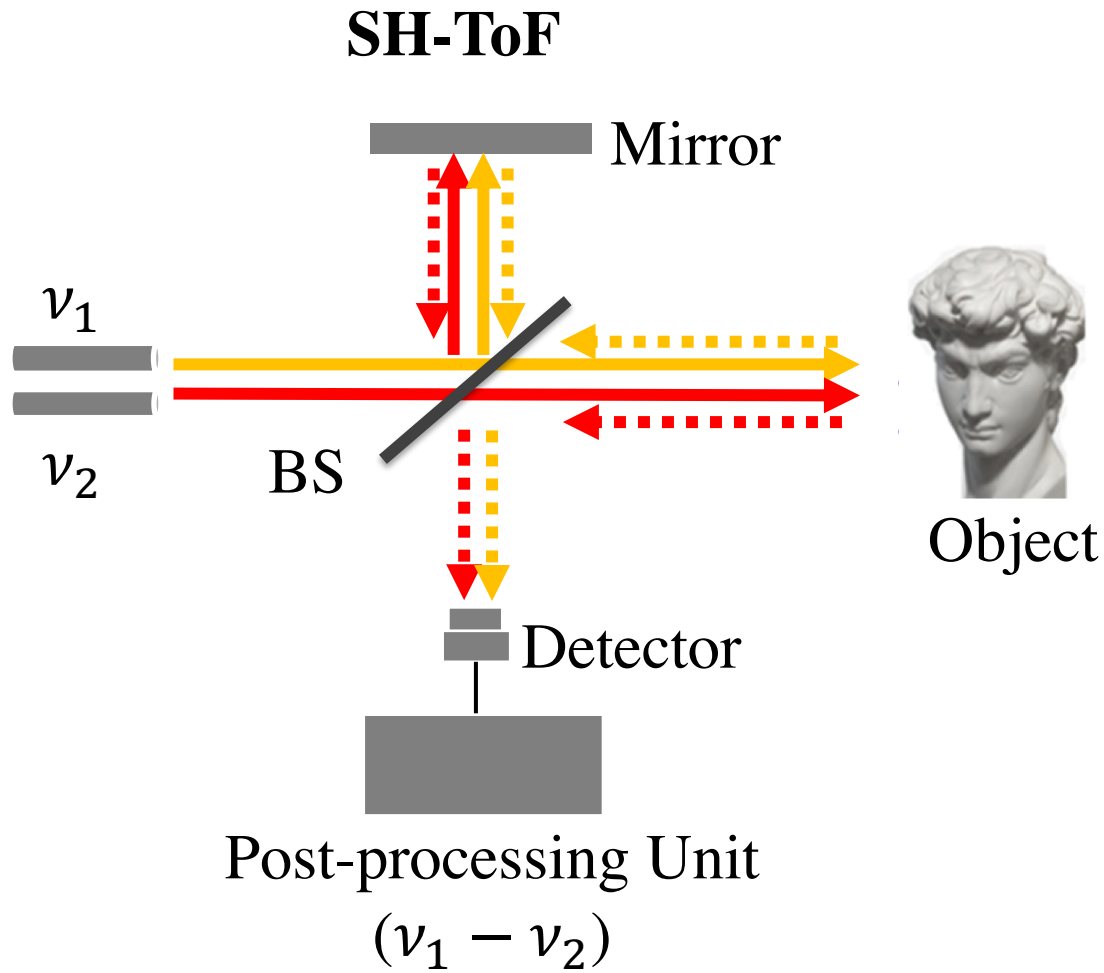 SH-ToF
Mirror
ν₁
BS
ν₂
Object
Detector
Post-processing Unit
(ν₁ − ν₂)